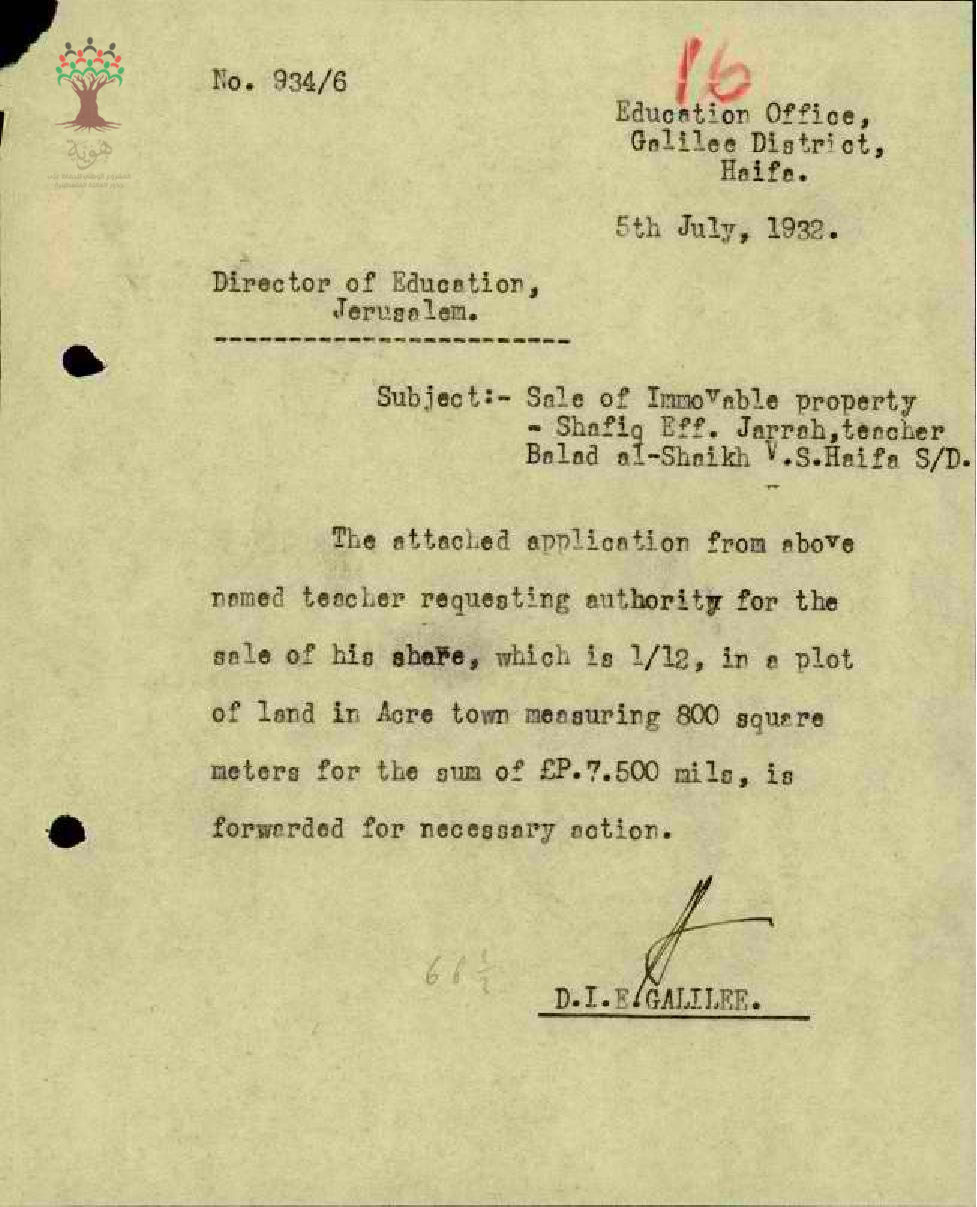 هوية
No. 934/6
16
Education Office,
Galilee District,
Haifa.
5th July, 1932.
Director of Education,
Jerusalem.
------------------------
Subject:- Sale of Immovable property
- Shafiq Eff. Jarrah,teacher
Balad al-Shaikh V.S.Haifa S/D.
The attached application from above
named teacher requesting authority for the
sale of his share, which is 1/12, in a plot
of land in Acre town measuring 800 square
meters for the sum of £P.7.500 mils, is
forwarded for necessary action.
D.I.E.GALILEE.